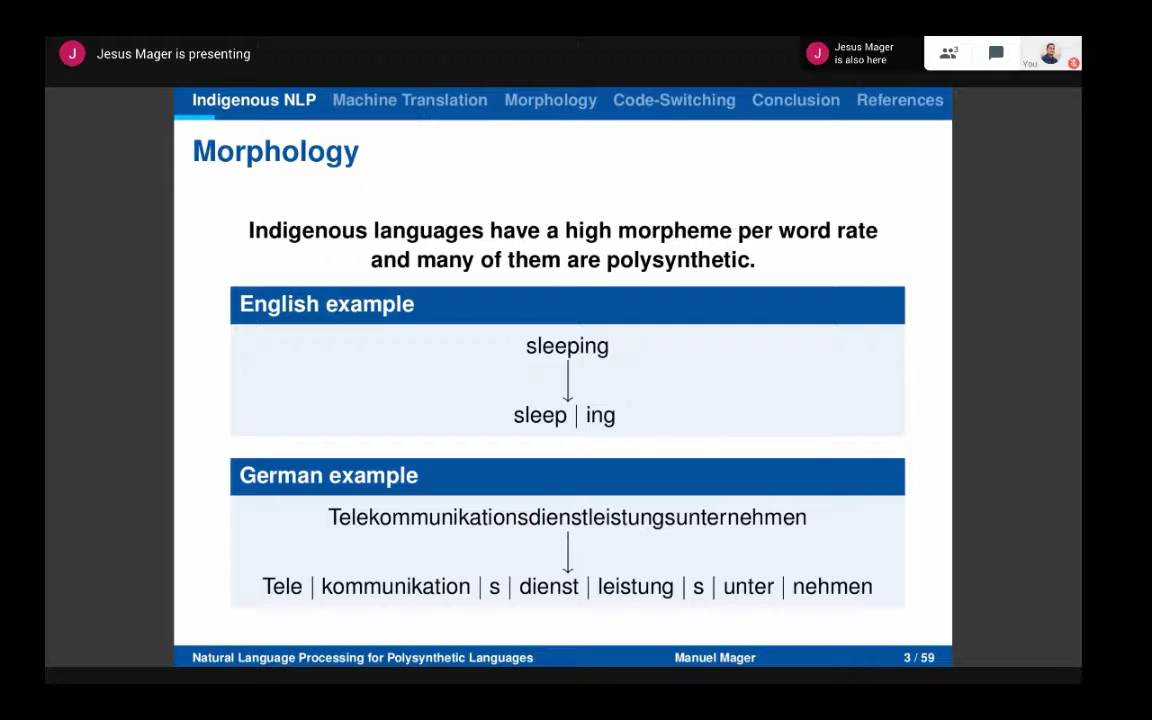 J Jesus Mager is presenting
J Jesus Mager
is also here
3
You
Indigenous NLP Machine Translation Morphology Code-Switching Conclusion References
Morphology
Indigenous languages have a high morpheme per word rate
and many of them are polysynthetic.
English example
sleeping
sleep | ing
German example
Telekommunikationsdienstleistungsunternehmen
Tele | kommunikation | s | dienst | leistung | s | unter | nehmen
Natural Language Processing for Polysynthetic Languages Manuel Mager 3 / 59